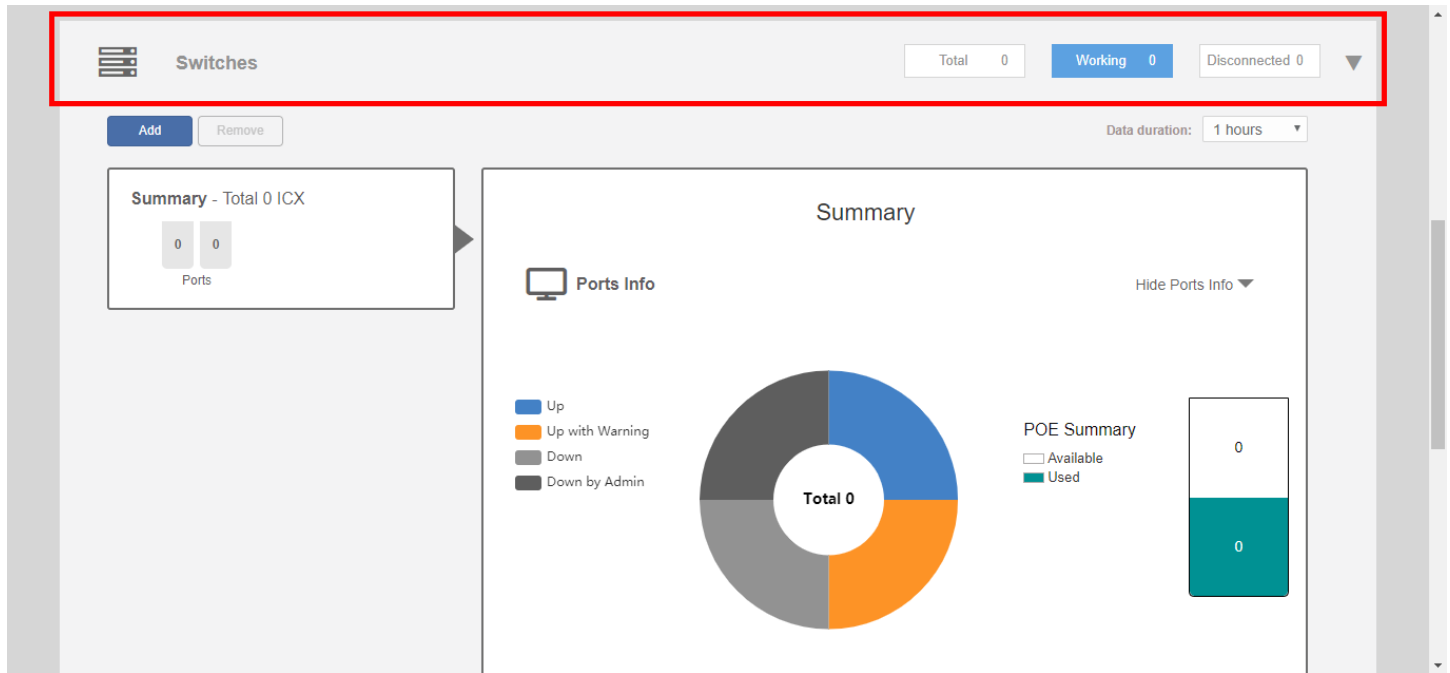 Switches
Total 0
Working 0
Disconnected 0
Add
Remove
Data duration: 1 hours
Summary - Total 0 ICX
0 0
Ports
Summary
Ports Info
Hide Ports Info
Up
Up with Warning
Down
Down by Admin
Total 0
POE Summary
Available
Used
0
0